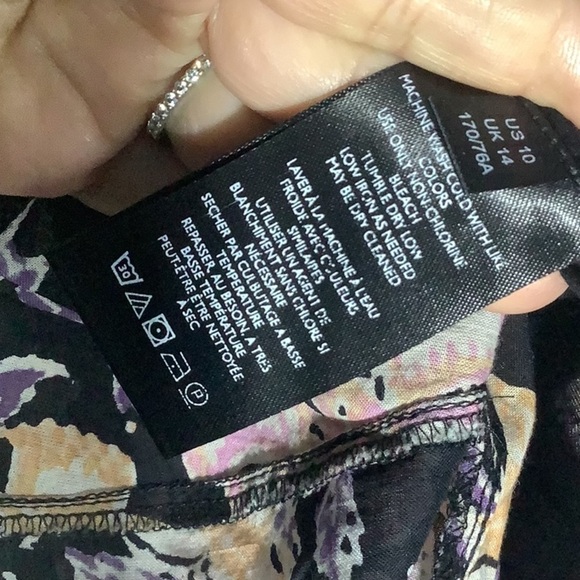 US 10
UK 14
170/76A
MACHINE WASH COLD WITH LIKE
COLORS
USE ONLY NON-CHLORINE
BLEACH
TUMBLE DRY LOW
LOW IRON AS NEEDED
MAY BE DRY CLEANED
LAVER À LA MACHINE À L'EAU
FROIDE AVEC COULEURS
SIMILAIRES
UTILISER UN AGENT DE
BLANCHIMENT SANS CHLORE SI
NÉCESSAIRE
SÉCHER PAR CULBUTAGE À BASSE
TEMPÉRATURE
REPASSER AU BESOIN À TRÈS
BASSE TEMPÉRATURE
PEUT-ÊTRE ÊTRE NETTOYÉE
À SEC
30
P